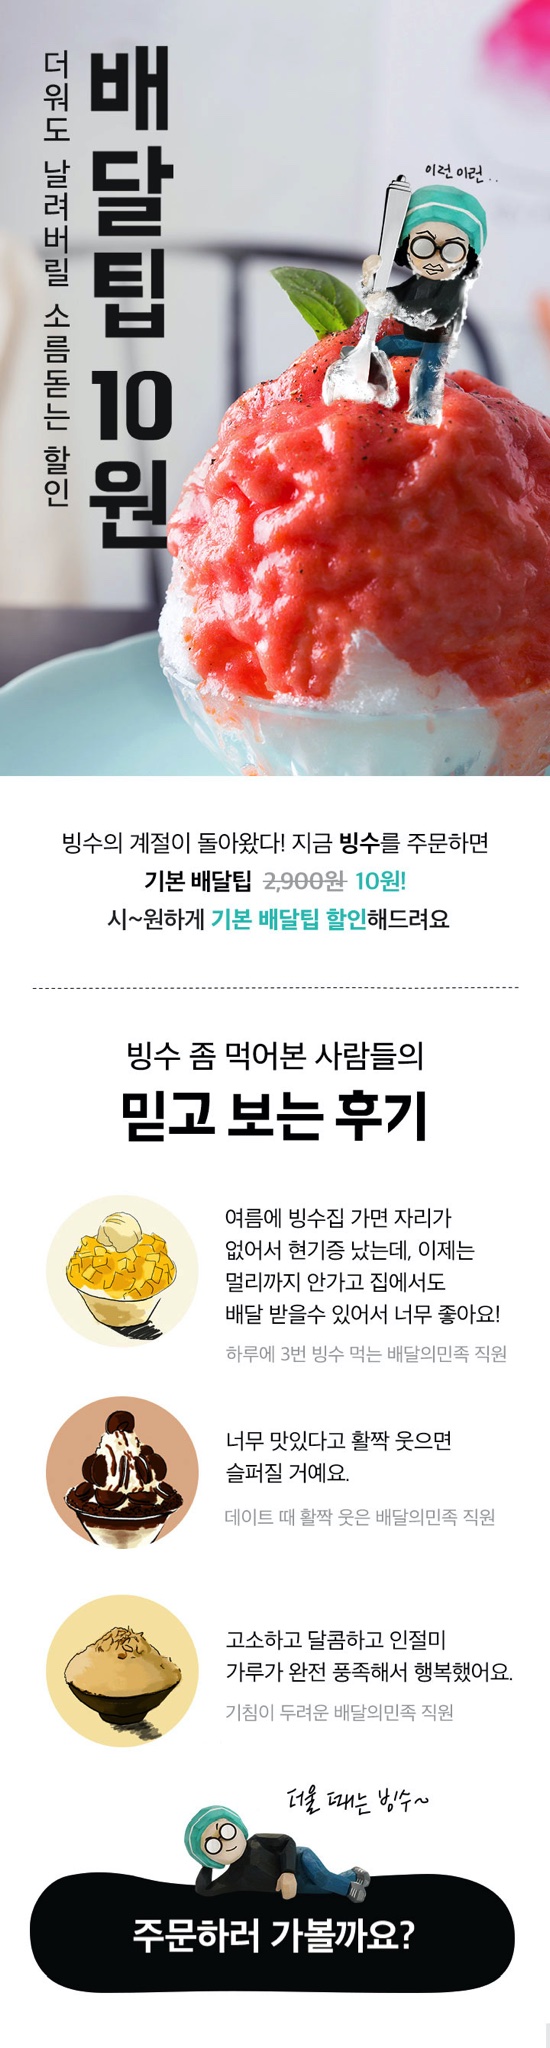 배달팁 10원
더워도 날려버릴 소름돋는 할인
이런 이런..
빙수의 계절이 돌아왔다! 지금 빙수를 주문하면
기본 배달팁 2,900원 10원!
시~원하게 기본 배달팁 할인해드려요
빙수 좀 먹어본 사람들의
믿고 보는 후기
여름에 빙수집 가면 자리가
없어서 현기증 났는데, 이제는
멀리까지 안가고 집에서도
배달 받을수 있어서 너무 좋아요!
하루에 3번 빙수 먹는 배달의민족 직원
너무 맛있다고 활짝 웃으면
슬퍼질 거예요.
데이트 때 활짝 웃은 배달의민족 직원
고소하고 달콤하고 인절미
가루가 완전 풍족해서 행복했어요.
기침이 두려운 배달의민족 직원
더울 때는 빙수~
주문하러 가볼까요?